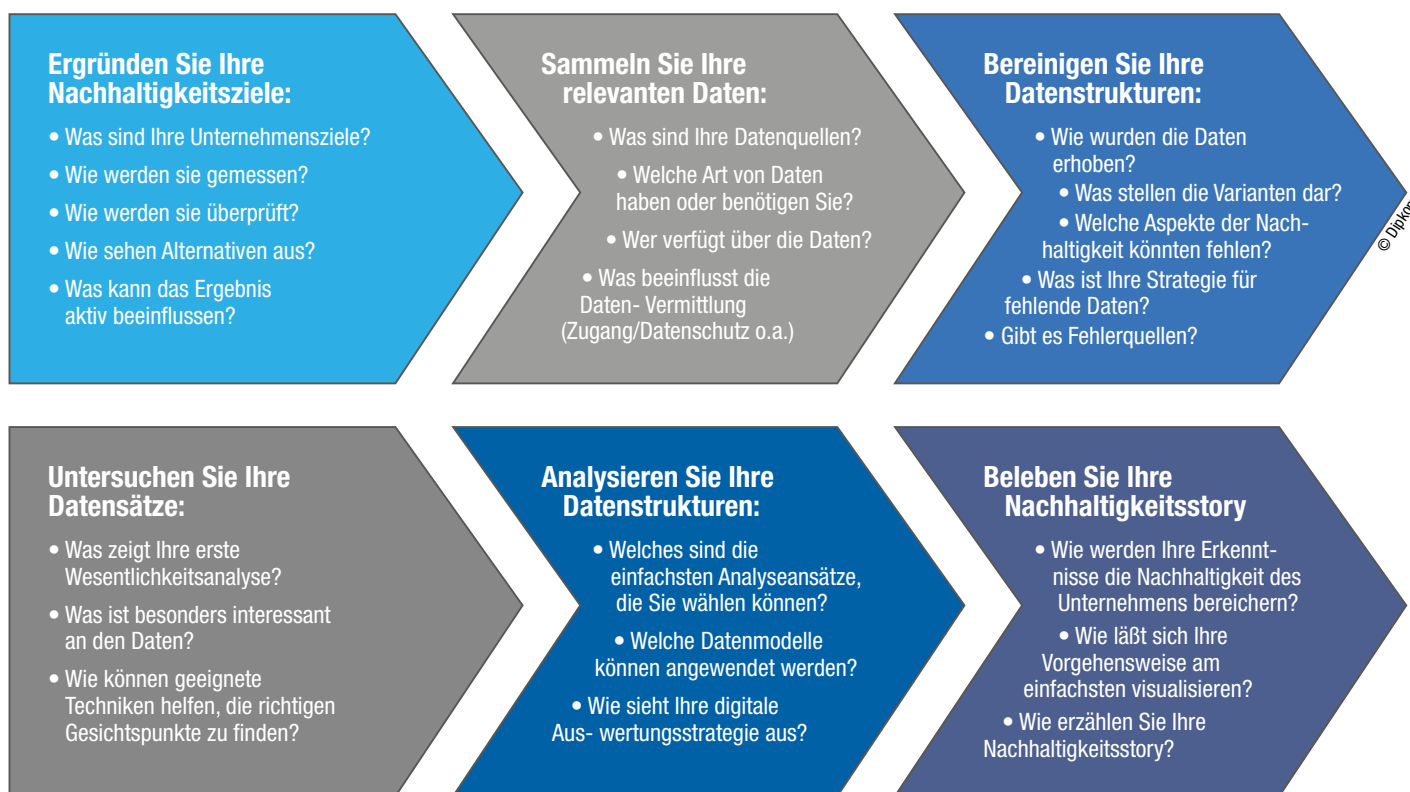 Ergründen Sie Ihre
Nachhaltigkeitsziele:
• Was sind Ihre Unternehmensziele?
• Wie werden sie gemessen?
• Wie werden sie überprüft?
• Wie sehen Alternativen aus?
• Was kann das Ergebnis
aktiv beeinflussen?
Sammeln Sie Ihre
relevanten Daten:
• Was sind Ihre Datenquellen?
• Welche Art von Daten
haben oder benötigen Sie?
• Wer verfügt über die Daten?
• Was beeinflusst die
Daten- Vermittlung
(Zugang/Datenschutz o.a.)
Bereinigen Sie Ihre
Datenstrukturen:
• Wie wurden die Daten
erhoben?
• Was stellen die Varianten dar?
• Welche Aspekte der Nach-
haltigkeit könnten fehlen?
• Was ist Ihre Strategie für
fehlende Daten?
• Gibt es Fehlerquellen?
©
Untersuchen Sie Ihre
Datensätze:
• Was zeigt Ihre erste
Wesentlichkeitsanalyse?
• Was ist besonders interessant
an den Daten?
• Wie können geeignete
Techniken helfen, die richtigen
Gesichtspunkte zu finden?
Analysieren Sie Ihre
Datenstrukturen:
• Welches sind die
einfachsten Analyseansätze,
die Sie wählen können?
• Welche Datenmodelle
können angewendet werden?
• Wie sieht Ihre digitale
Aus- wertungsstrategie aus?
Beleben Sie Ihre
Nachhaltigkeitsstory
• Wie werden Ihre Erkennt-
nisse die Nachhaltigkeit des
Unternehmens bereichern?
• Wie läßt sich Ihre
Vorgehensweise am
einfachsten visualisieren?
• Wie erzählen Sie Ihre
Nachhaltigkeitsstory?